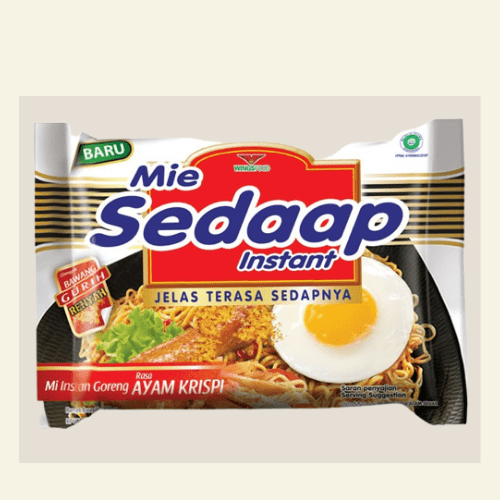 BARU
WINGSFOOD
Mie
Sedaap
Instant
JELAS TERASA SEDAPNYA
BAWANG
GURIH
RENYAH
Rasa
Mi Instan Goreng AYAM KRISPI
Saran penyajian
Serving Suggestion